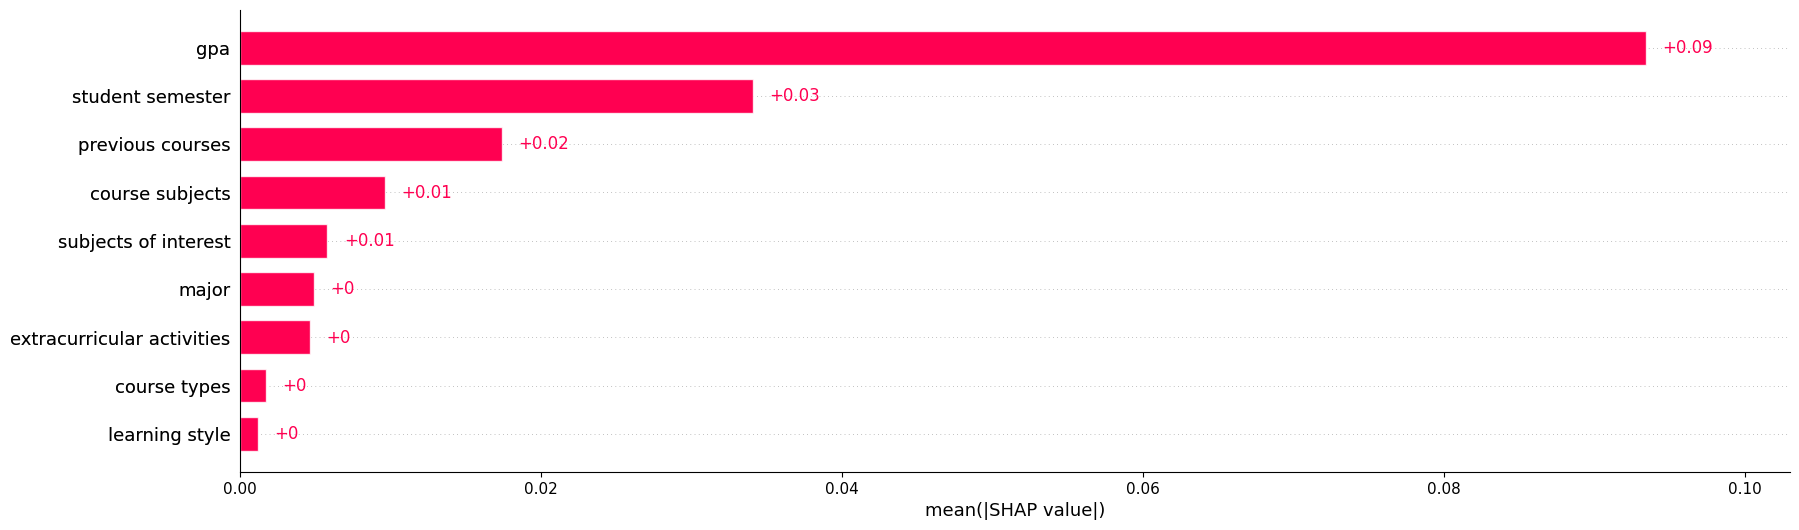 gpa +0.09
student semester +0.03
previous courses +0.02
course subjects +0.01
subjects of interest +0.01
major +0
extracurricular activities +0
course types +0
learning style +0
0.00 0.02 0.04 0.06 0.08 0.10
mean(|SHAP value|)